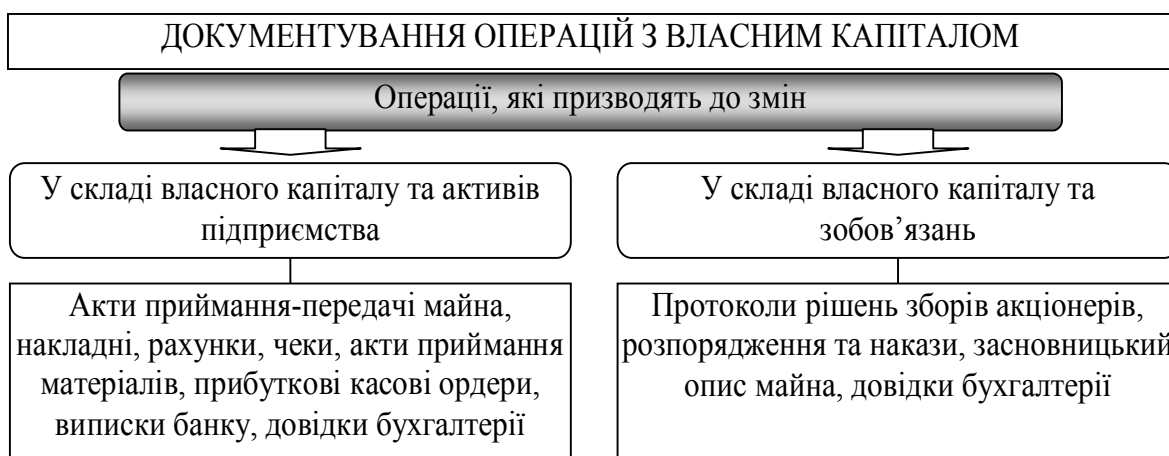 ДОКУМЕНТУВАННЯ ОПЕРАЦІЙ З ВЛАСНИМ КАПІТАЛОМ
Операції, які призводять до змін
У складі власного капіталу та активів
підприємства
У складі власного капіталу та
зобов’язань
Акти приймання-передачі майна,
накладні, рахунки, чеки, акти приймання
матеріалів, прибуткові касові ордери,
виписки банку, довідки бухгалтерії
Протоколи рішень зборів акціонерів,
розпорядження та накази, засновницький
опис майна, довідки бухгалтерії